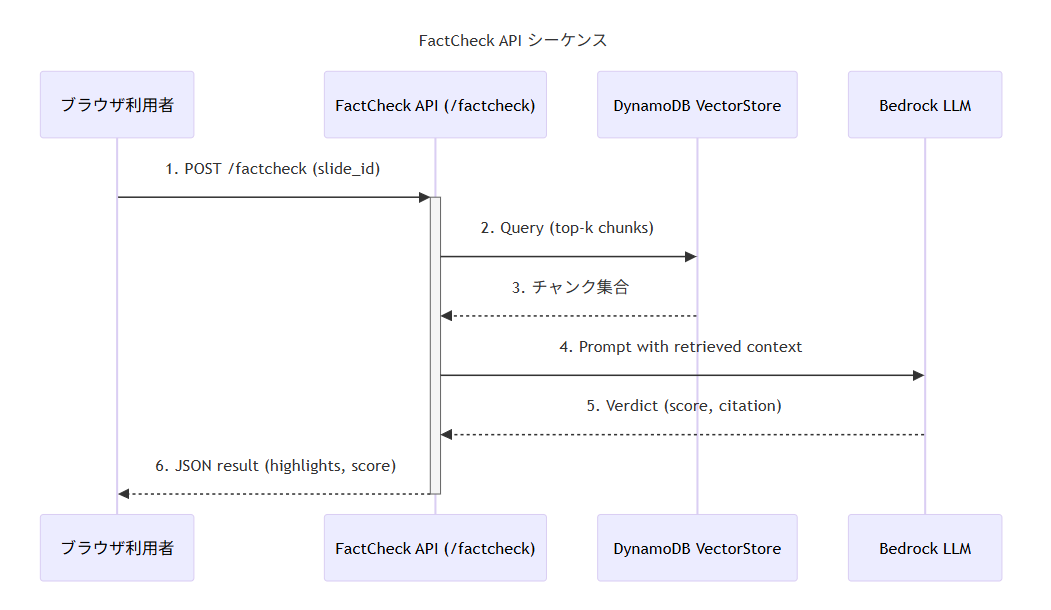 FactCheck API シーケンス
ブラウザ利用者
FactCheck API (/factcheck)
DynamoDB VectorStore
Bedrock LLM
1. POST /factcheck (slide_id)
2. Query (top-k chunks)
3. チャンク集合
4. Prompt with retrieved context
5. Verdict (score, citation)
6. JSON result (highlights, score)
ブラウザ利用者
FactCheck API (/factcheck)
DynamoDB VectorStore
Bedrock LLM